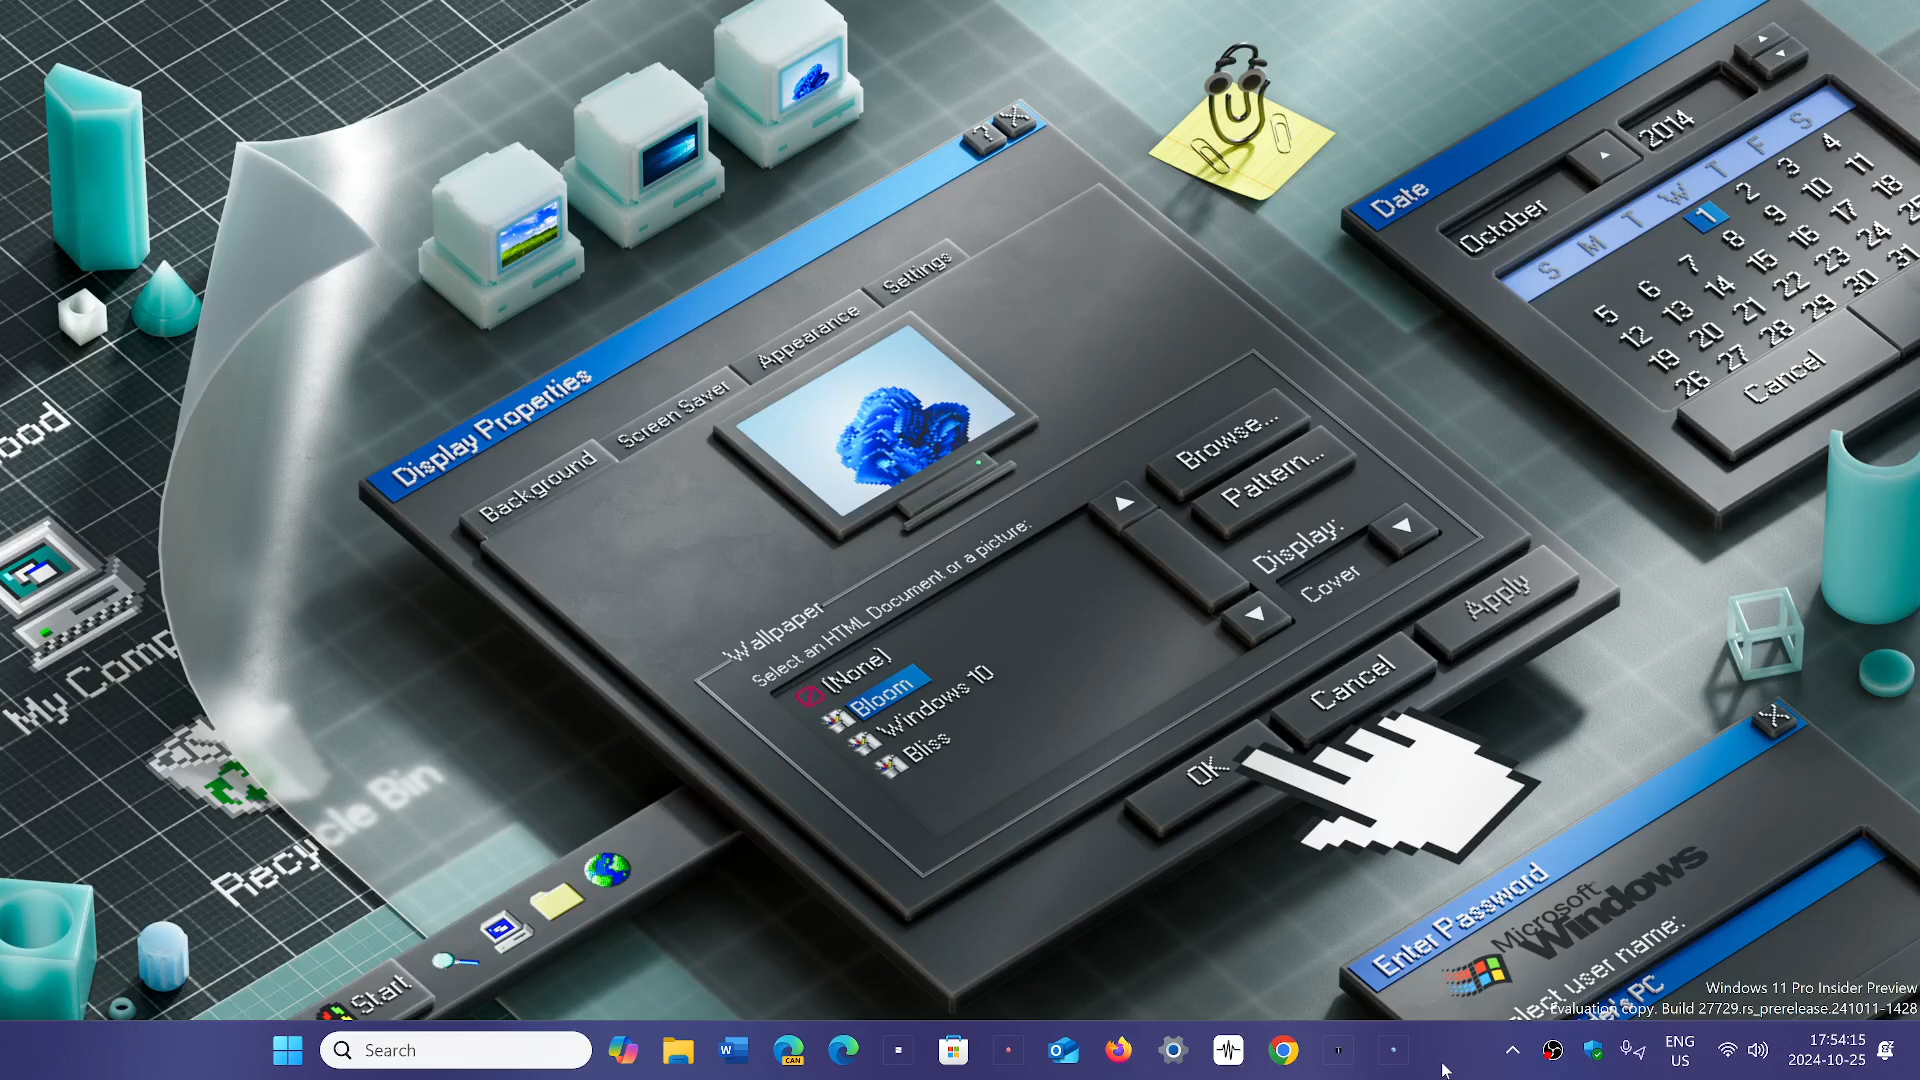 2014
Date
October
S M T W T F S
1 2 3 4
5 6 7 8 9 10 11
12 13 14 15 16 17 18
19 20 21 22 23 24 25
26 27 28 29 30 31
Cancel
Display Properties
? X
Background
Screen Saver
Appearance
Settings
Browse...
Pattern...
Display:
Cover
Wallpaper
Select an HTML Document or a picture:
(None)
Bloom
Windows 10
Bliss
Apply
Cancel
OK
My Comp
Recycle Bin
Start
X
Enter Password
Microsoft
Windows
elect user name:
Windows 11 Pro Insider Preview
Evaluation copy. Build 27729.rs_prerelease.241011-1428
Search
W
CAN
ENG
US
17:54:15
2024-10-25